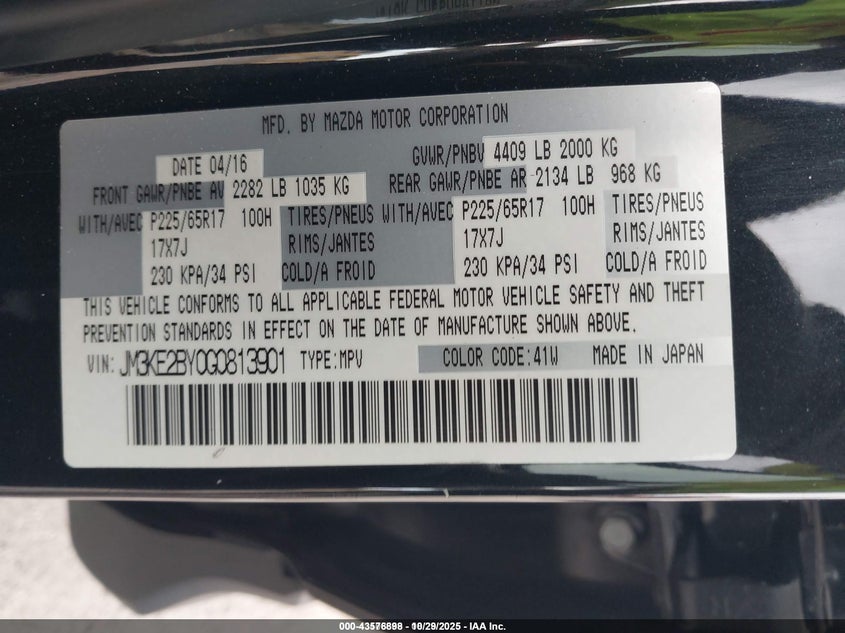 MFD. BY MAZDA MOTOR CORPORATION
DATE 04/16 GVWR/PNBV 4409 LB 2000 KG
FRONT GAWR/PNBE AV 2282 LB 1035 KG REAR GAWR/PNBE AR 2134 LB 968 KG
WITH/AVEC P225/65R17 100H TIRES/PNEUS WITH/AVEC P225/65R17 100H TIRES/PNEUS
17X7J RIMS/JANTES 17X7J RIMS/JANTES
230 KPA/34 PSI COLD/A FROID 230 KPA/34 PSI COLD/A FROID
THIS VEHICLE CONFORMS TO ALL APPLICABLE FEDERAL MOTOR VEHICLE SAFETY AND THEFT
PREVENTION STANDARDS IN EFFECT ON THE DATE OF MANUFACTURE SHOWN ABOVE.
VIN: JM3KE2BY0G0813901 TYPE:MPV COLOR CODE:41W MADE IN JAPAN
000-43576898 - 10/29/2025 - IAA Inc.